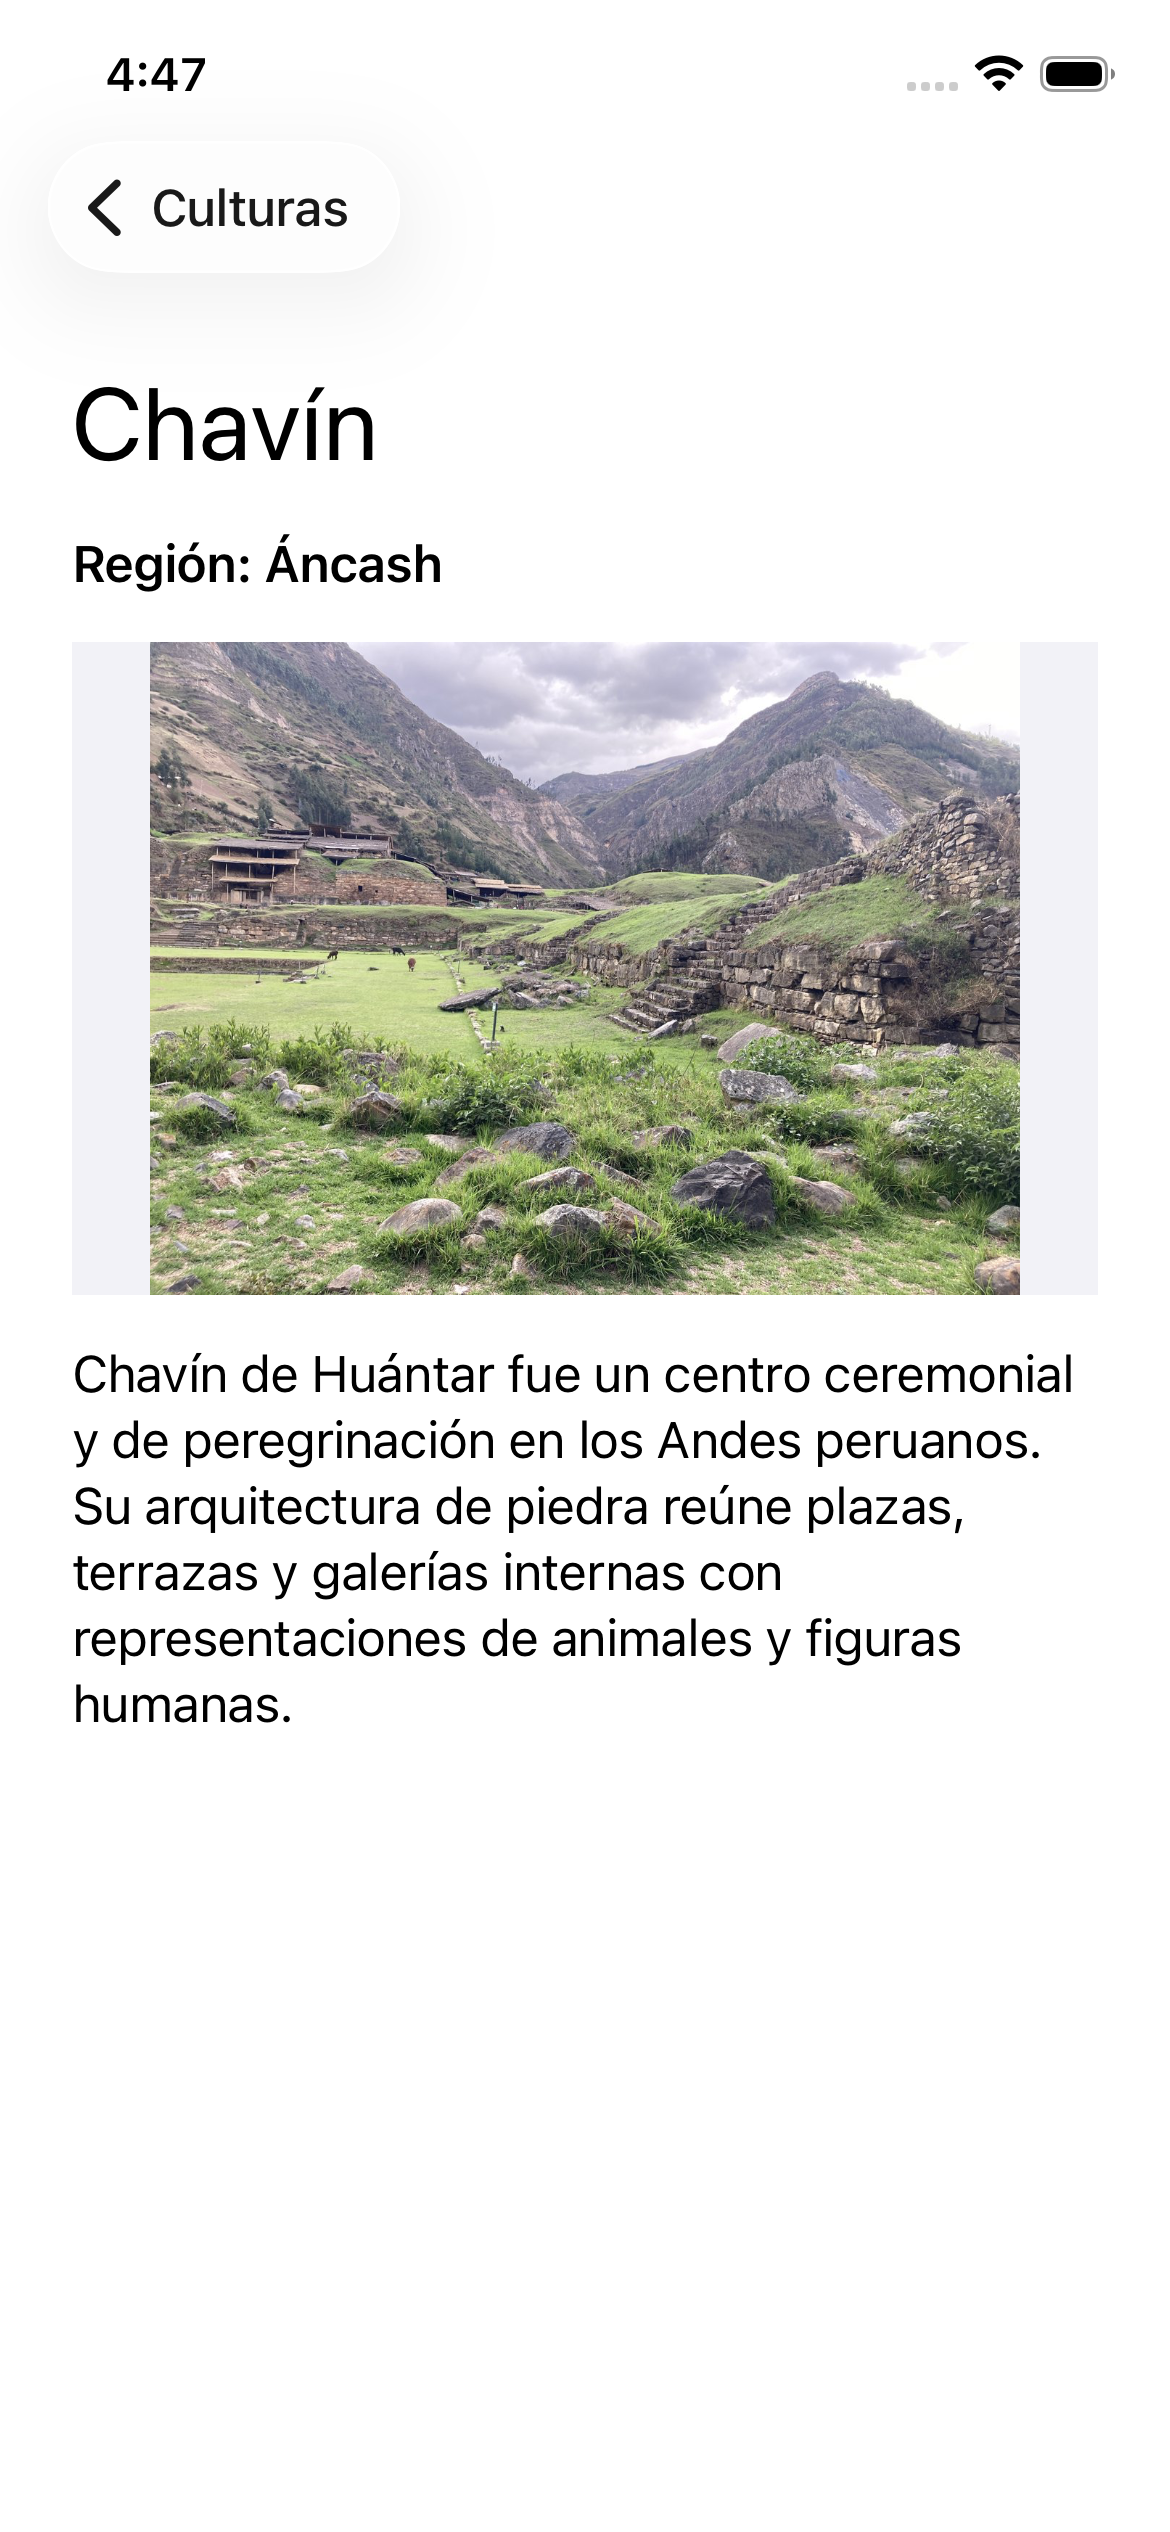 4:47
Culturas
Chavín
Región: Áncash
Chavín de Huántar fue un centro ceremonial
y de peregrinación en los Andes peruanos.
Su arquitectura de piedra reúne plazas,
terrazas y galerías internas con
representaciones de animales y figuras
humanas.